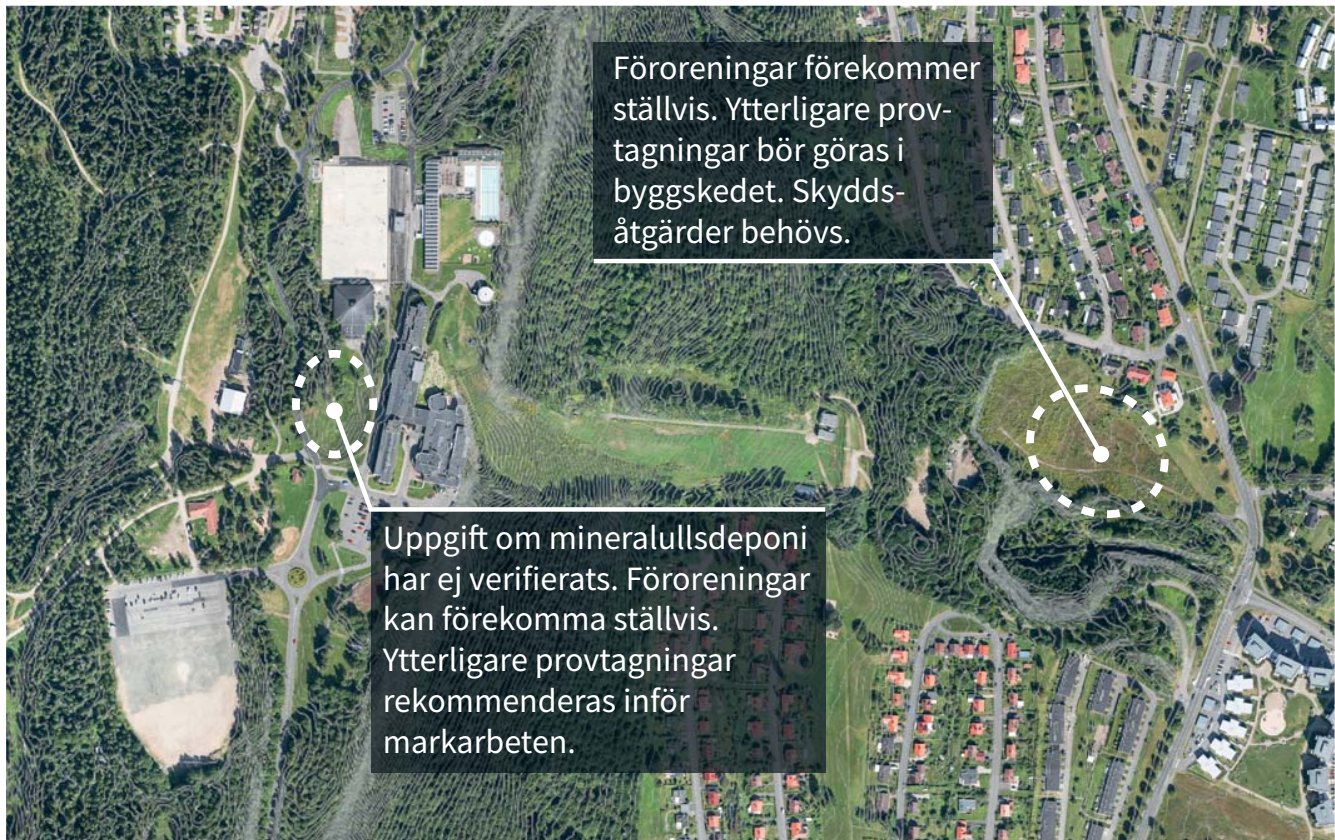 Föroreningar förekommer
ställvis. Ytterligare prov-
tagningar bör göras i
byggskedet. Skydds-
åtgärder behövs.
Uppgift om mineralullsdeponi
har ej verifierats. Föroreningar
kan förekomma ställvis.
Ytterligare provtagningar
rekommenderas inför
markarbeten.